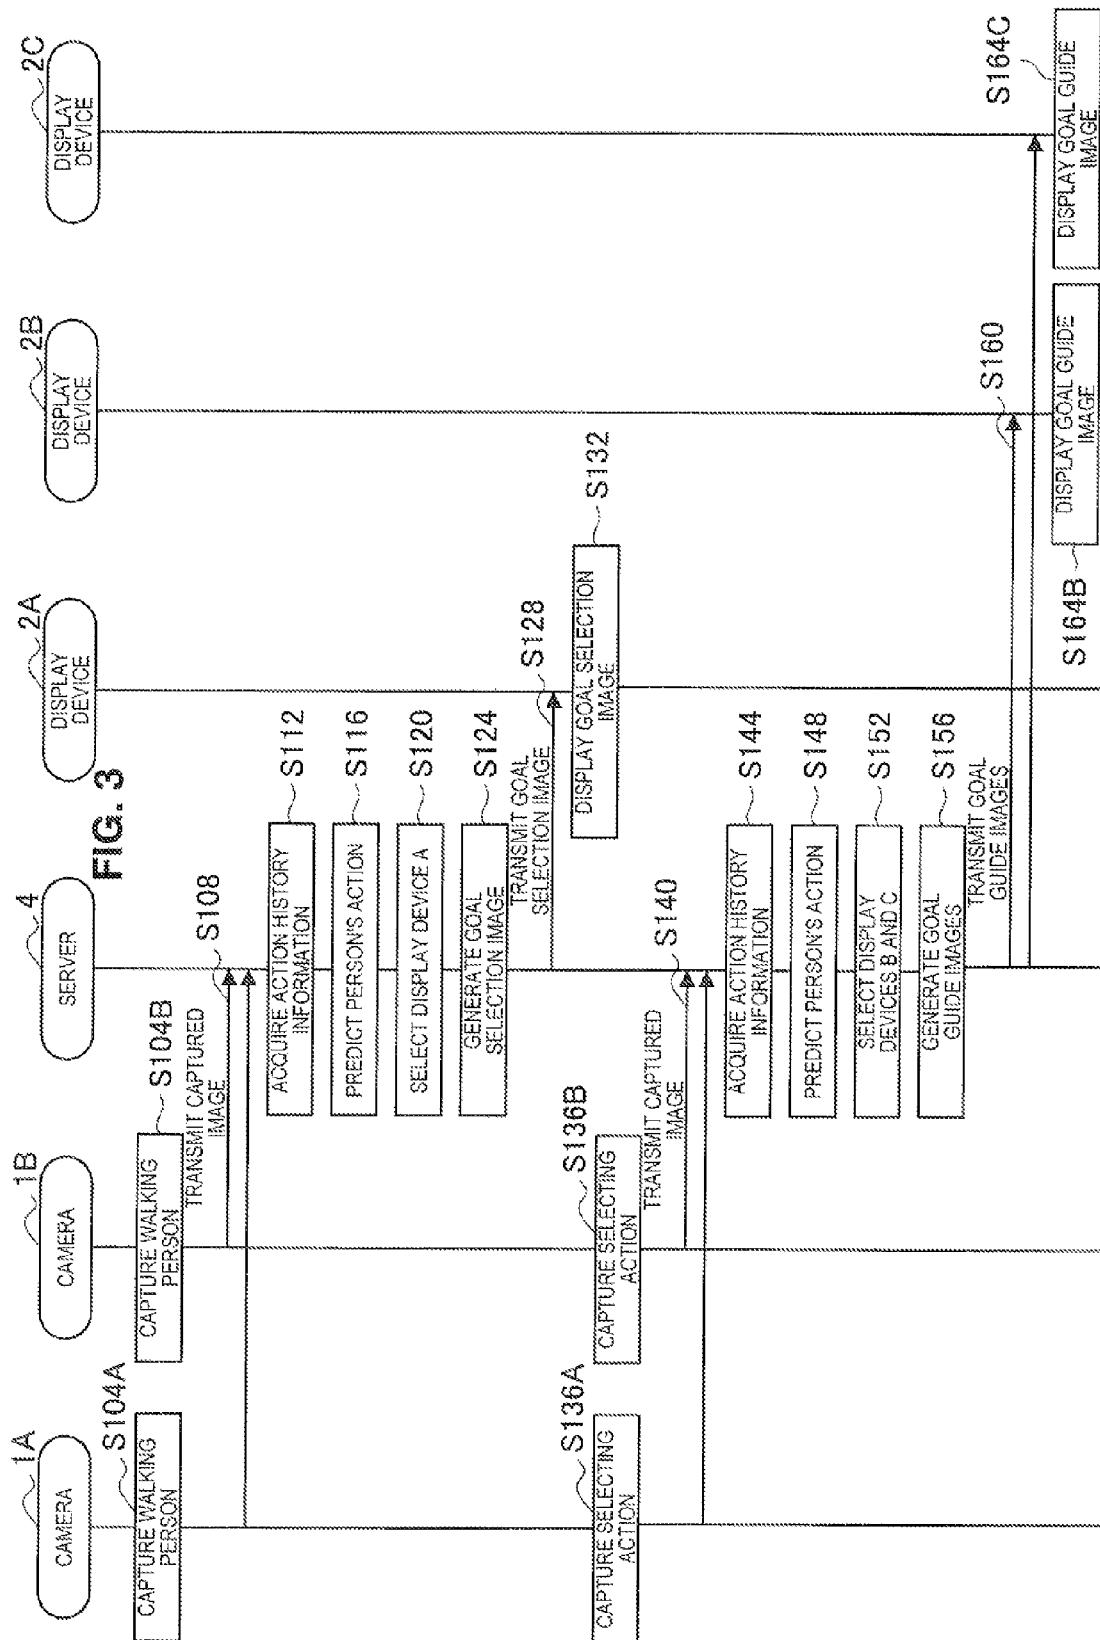 FIG. 3
1A
CAMERA
1B
CAMERA
4
SERVER
2A
DISPLAY
DEVICE
2B
DISPLAY
DEVICE
2C
DISPLAY
DEVICE
S104A
CAPTURE WALKING
PERSON
S104B
CAPTURE WALKING
PERSON
TRANSMIT CAPTURED
IMAGE
S108
ACQUIRE ACTION HISTORY
INFORMATION
S112
PREDICT PERSON'S ACTION
S116
SELECT DISPLAY DEVICE A
S120
GENERATE GOAL
SELECTION IMAGE
S124
TRANSMIT GOAL
SELECTION IMAGE
S128
DISPLAY GOAL SELECTION
IMAGE
S132
S136A
CAPTURE SELECTING
ACTION
S136B
CAPTURE SELECTING
ACTION
TRANSMIT CAPTURED
IMAGE
S140
ACQUIRE ACTION HISTORY
INFORMATION
S144
PREDICT PERSON'S ACTION
S148
SELECT DISPLAY
DEVICES B AND C
S152
GENERATE GOAL
GUIDE IMAGES
S156
TRANSMIT GOAL
GUIDE IMAGES
S160
S164B
DISPLAY GOAL GUIDE
IMAGE
S164C
DISPLAY GOAL GUIDE
IMAGE